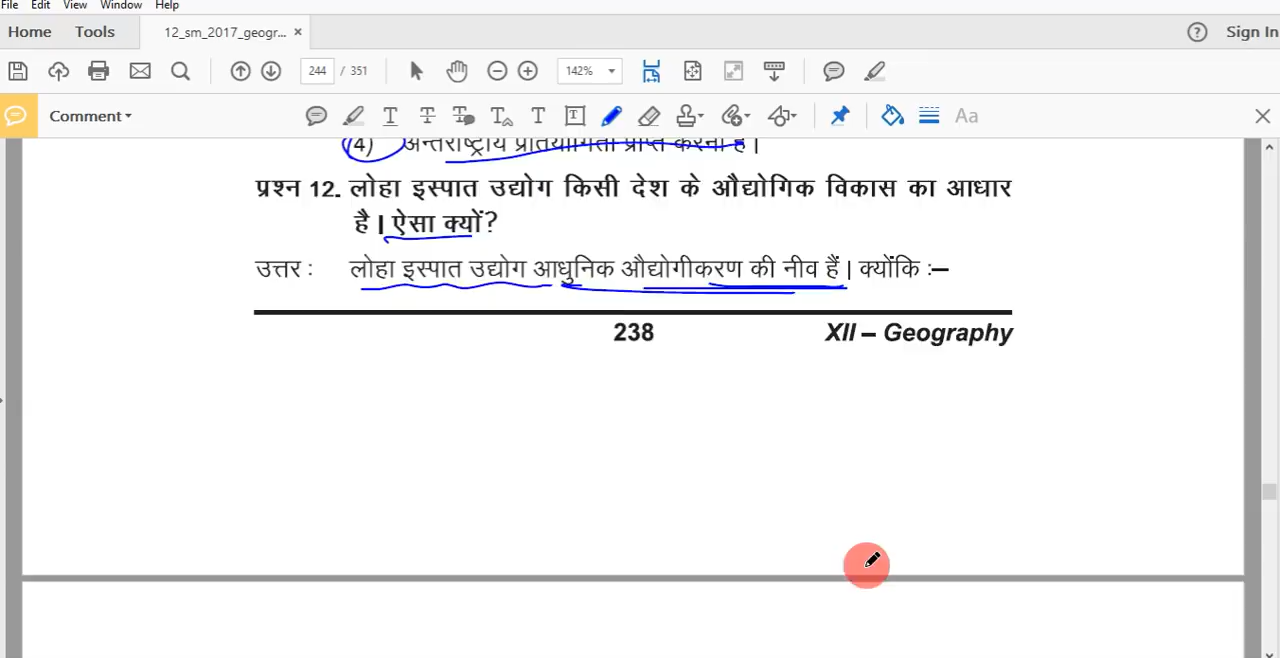 File Edit View Window Help
Home Tools 12_sm_2017_geogr... × Sign In
244 / 351 142%
Comment
(4) अन्तराष्ट्रीय प्रतियोगिता प्राप्त करना है |
प्रश्न 12. लोहा इस्पात उद्योग किसी देश के औद्योगिक विकास का आधार
है | ऐसा क्यों?
उत्तर : लोहा इस्पात उद्योग आधुनिक औद्योगीकरण की नीव हैं | क्योंकि :–
238 XII – Geography